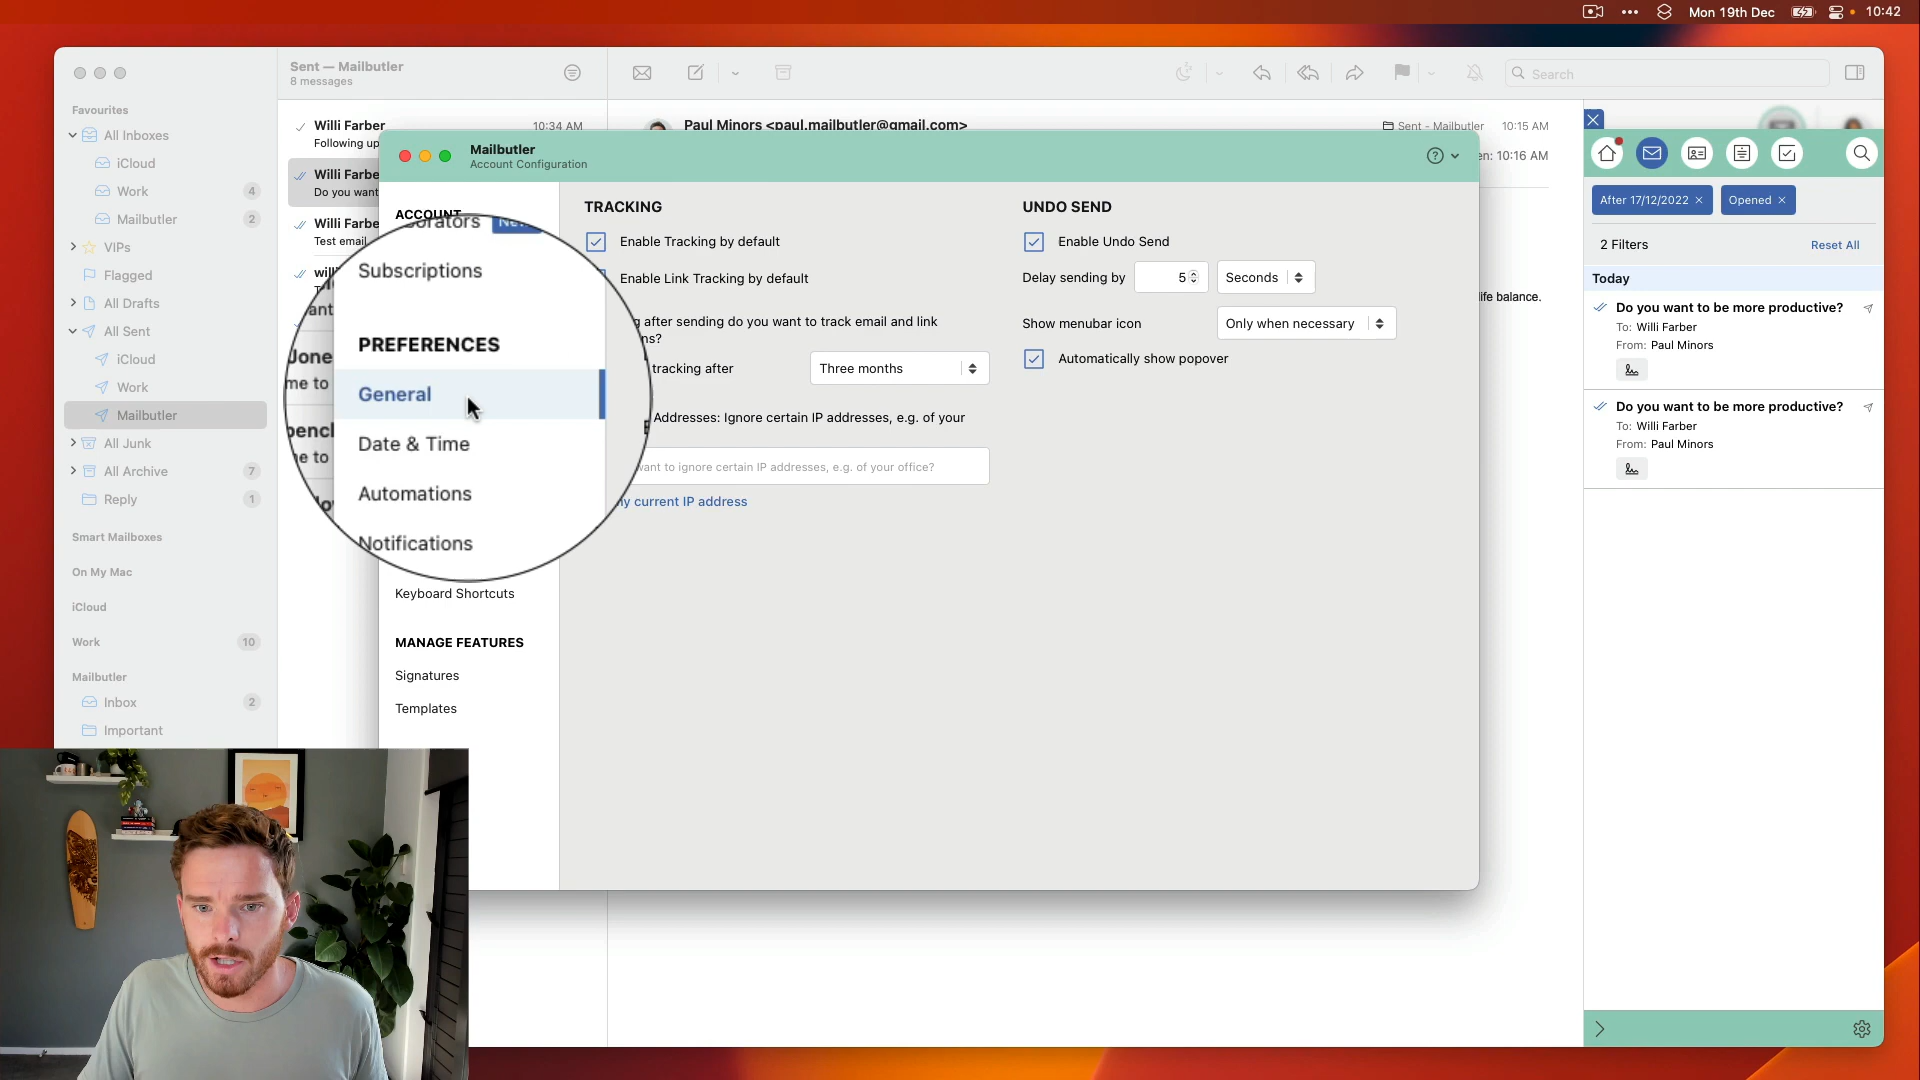 Mon 19th Dec
10:42
Favourites
All Inboxes
iCloud
Work 4
Mailbutler 2
VIPs
Flagged
All Drafts
All Sent
iCloud
Work
Mailbutler
All Junk
All Archive 7
Reply 1
Smart Mailboxes
On My Mac
iCloud
Work 10
Mailbutler
Inbox 2
Important
Sent — Mailbutler
8 messages
Search
Willi Farber 10:34 AM
Following up
Willi Farbe
Do you want
Willi Farbe
Test email
Paul Minors <paul.mailbutler@gmail.com>
Sent - Mailbutler 10:15 AM
en: 10:16 AM
ife balance.
Mailbutler
Account Configuration
ACCOUNT
Subscriptions
PREFERENCES
General
Date & Time
Automations
Notifications
Keyboard Shortcuts
MANAGE FEATURES
Signatures
Templates
TRACKING
Enable Tracking by default
Enable Link Tracking by default
after sending do you want to track email and link
ns?
tracking after Three months
Addresses: Ignore certain IP addresses, e.g. of your
want to ignore certain IP addresses, e.g. of your office?
my current IP address
UNDO SEND
Enable Undo Send
Delay sending by 5 Seconds
Show menubar icon Only when necessary
Automatically show popover
After 17/12/2022 ×
Opened ×
2 Filters
Reset All
Today
Do you want to be more productive?
To: Willi Farber
From: Paul Minors
Do you want to be more productive?
To: Willi Farber
From: Paul Minors